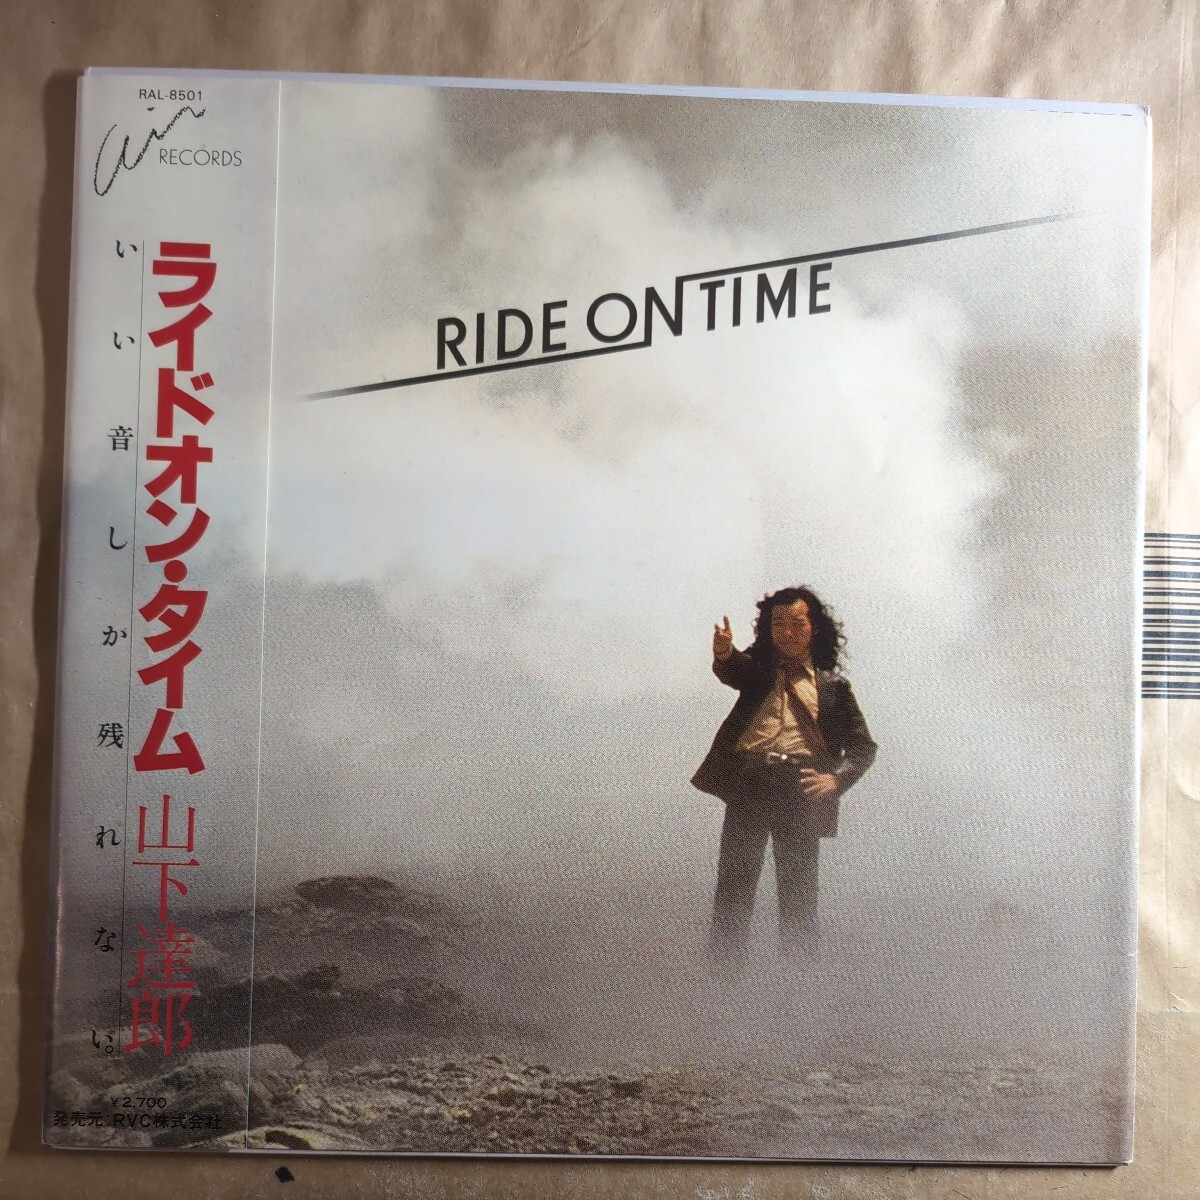 RAL-8501
air
RECORDS
ライド・オン・タイム
山下達郎
いい音しか残れない。
¥2,700
発売元:RVC株式会社
RIDE ON TIME